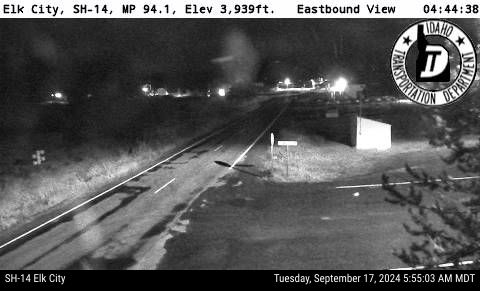 Elk City, SH-14, MP 94.1, Elev 3,939ft. Eastbound View 04:44:38
IDAHO
TRANSPORTATION DEPARTMENT
SH-14 Elk City Tuesday, September 17, 2024 5:55:03 AM MDT